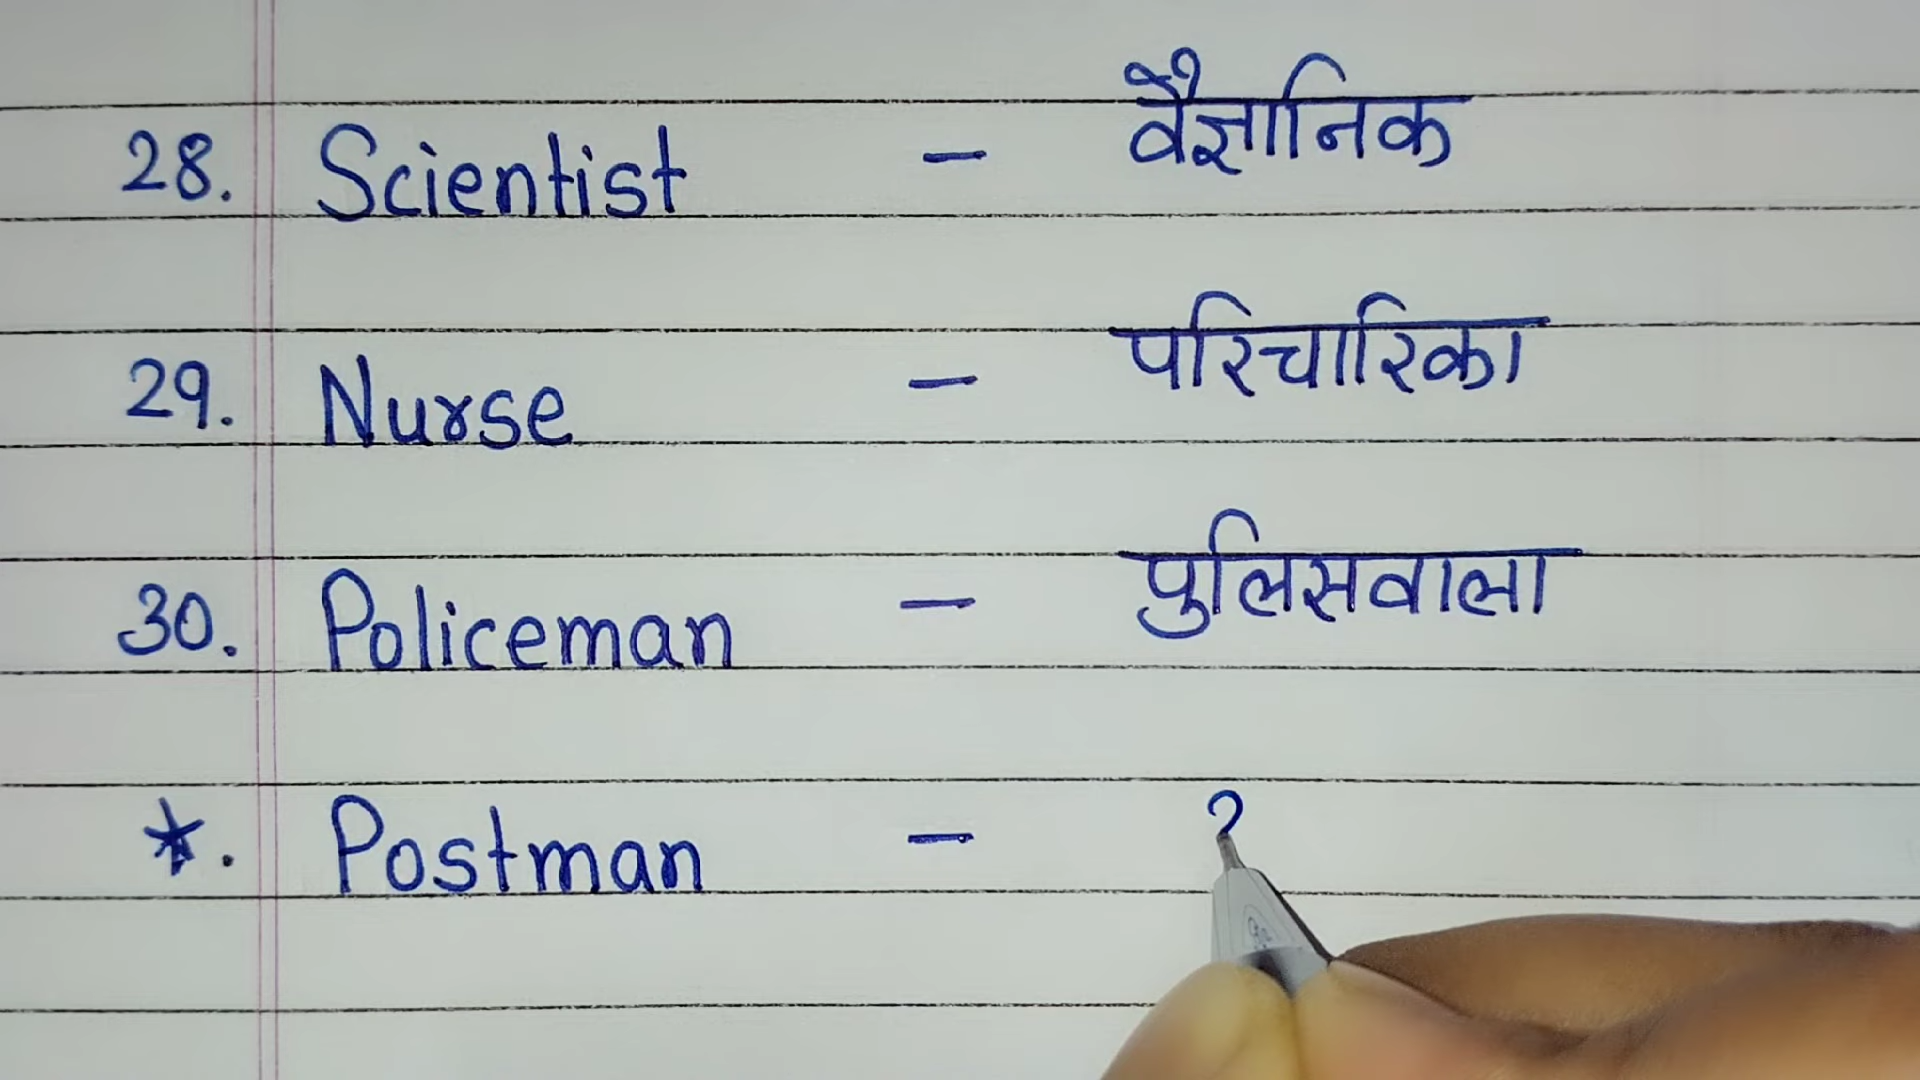 28. Scientist - वैज्ञानिक
29. Nurse - परिचारिका
30. Policeman - पुलिसवाला
*. Postman - ?